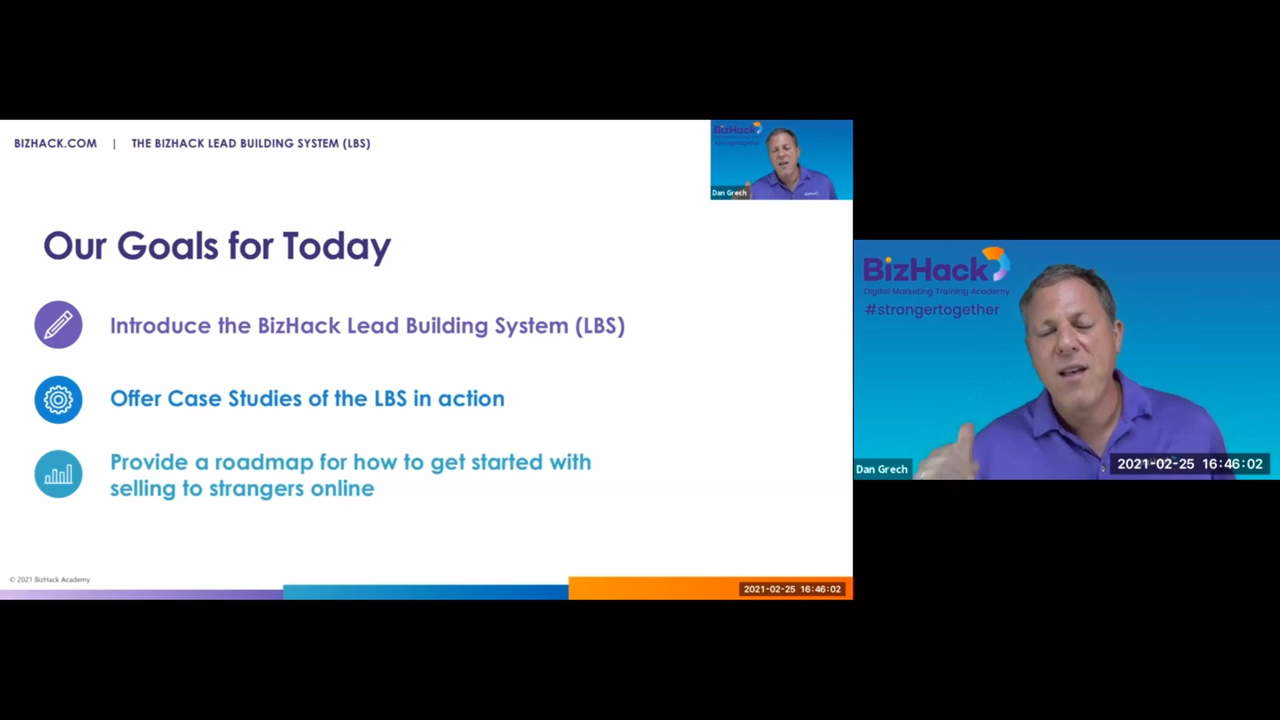 BIZHACK.COM | THE BIZHACK LEAD BUILDING SYSTEM (LBS)
BizHack
#strongertogether
Dan Grech
Our Goals for Today
Introduce the BizHack Lead Building System (LBS)
Offer Case Studies of the LBS in action
Provide a roadmap for how to get started with
selling to strangers online
© 2021 BizHack Academy
2021-02-25 16:46:02
BizHack
Digital Marketing Training Academy
#strongertogether
Dan Grech
2021-02-25 16:46:02